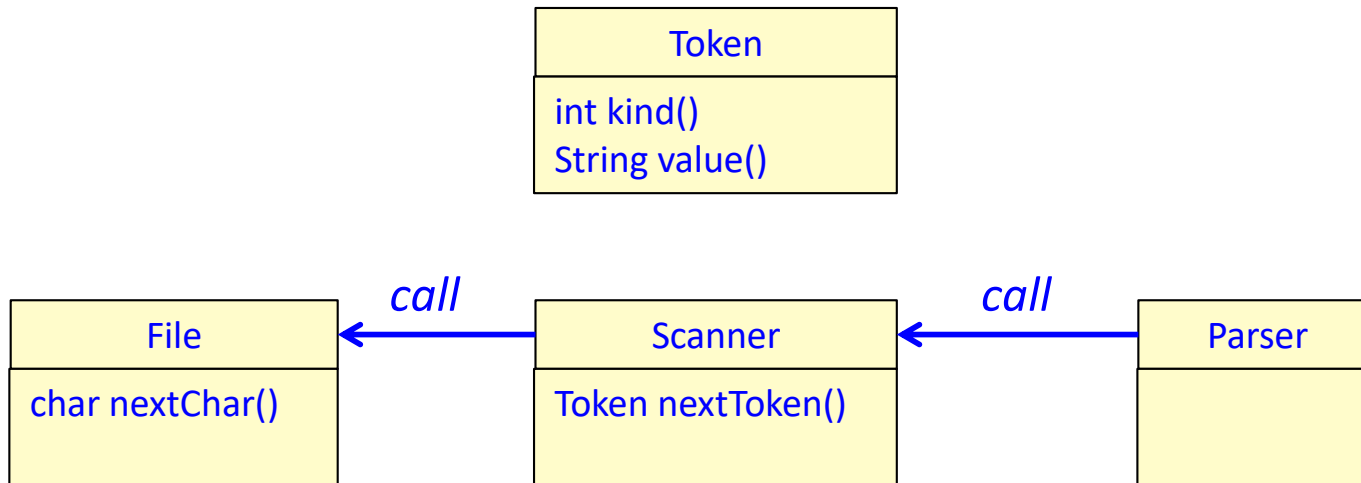 Token
int kind()
String value()
call
call
File
Scanner
Parser
char nextChar()
Token nextToken()